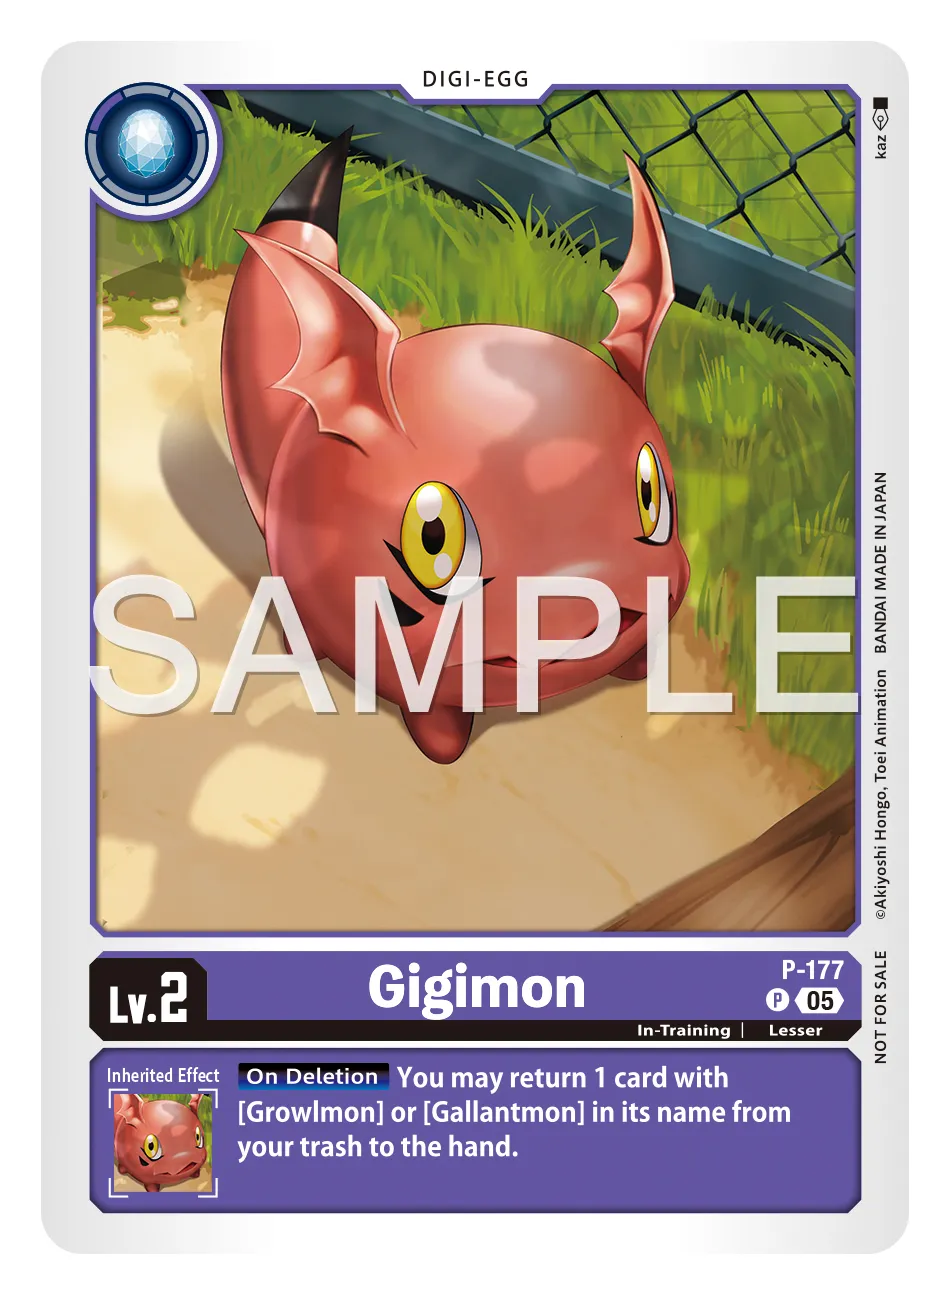 DIGI-EGG
kaz
SAMPLE
BANDAI MADE IN JAPAN
©Akiyoshi Hongo, Toei Animation
NOT FOR SALE
Lv.2
Gigimon
P-177
P 05
In-Training | Lesser
Inherited Effect
On Deletion You may return 1 card with
[Growlmon] or [Gallantmon] in its name from
your trash to the hand.